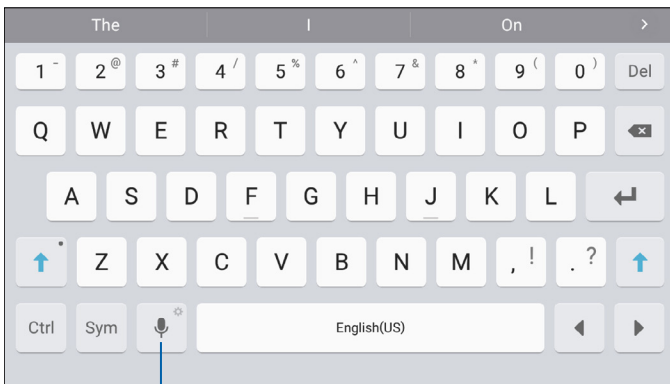 The I On >
1 - 2 @ 3 # 4 / 5 % 6 ^ 7 & 8 * 9 ( 0 ) Del
Q W E R T Y U I O P
A S D F G H J K L
Z X C V B N M , ! . ?
Ctrl Sym English(US)